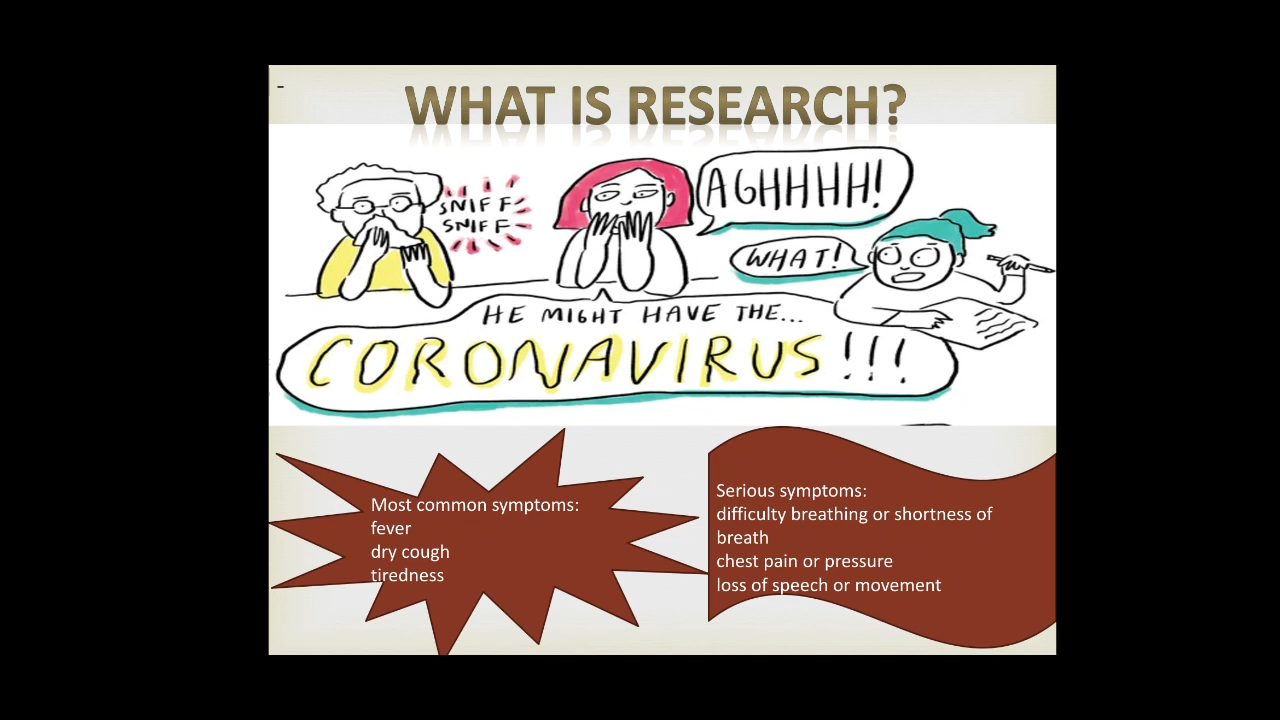 -
WHAT IS RESEARCH?
SNIFF
SNIFF
AGHHHH!
WHAT!
HE MIGHT HAVE THE...
CORONAVIRUS!!!
Most common symptoms:
fever
dry cough
tiredness
Serious symptoms:
difficulty breathing or shortness of
breath
chest pain or pressure
loss of speech or movement